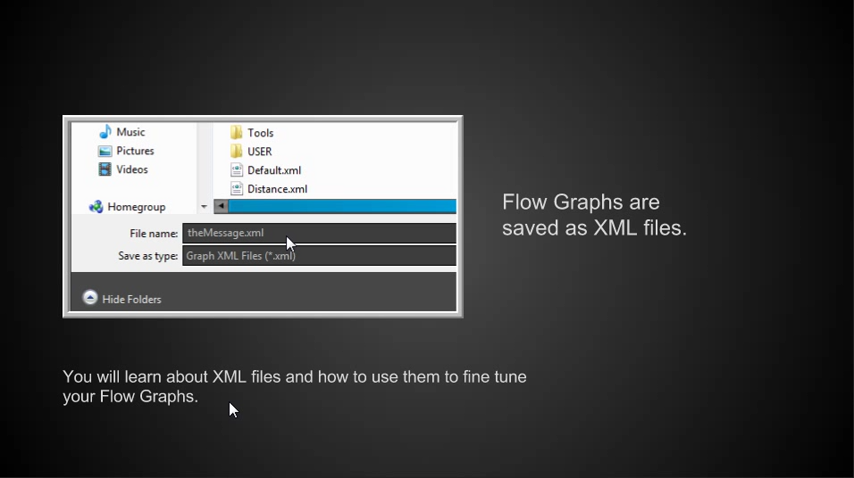 Music
Pictures
Videos
Homegroup
Tools
USER
Default.xml
Distance.xml
File name: theMessage.xml
Save as type: Graph XML Files (*.xml)
Hide Folders
Flow Graphs are
saved as XML files.
You will learn about XML files and how to use them to fine tune
your Flow Graphs.